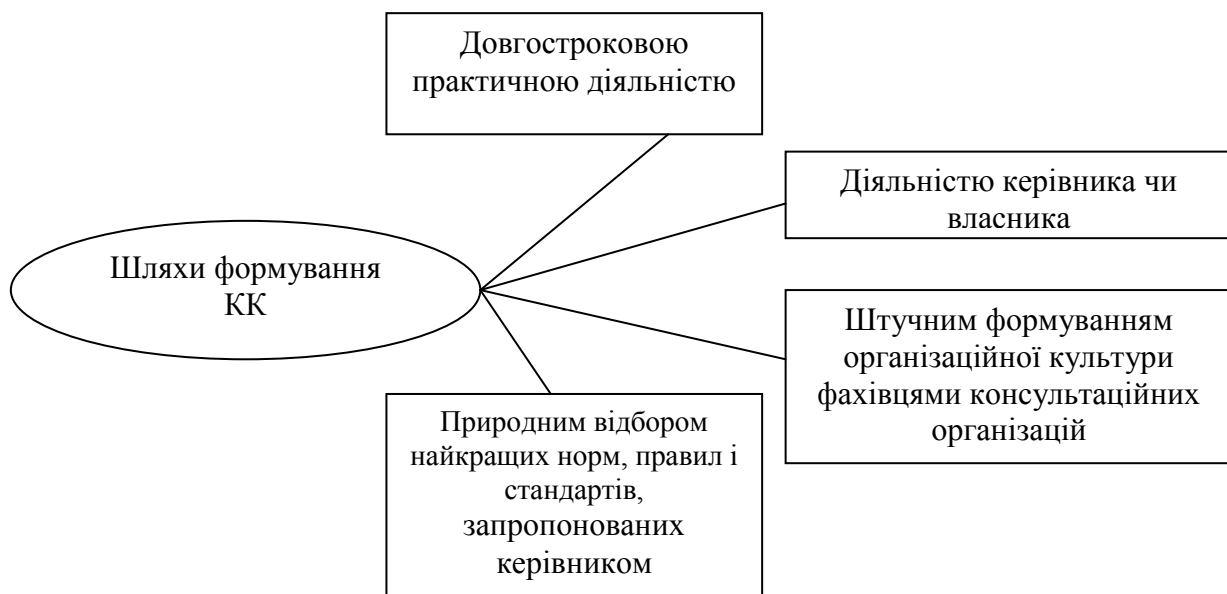 Довгостроковою
практичною діяльністю
Діяльністю керівника чи
власника
Шляхи формування
КК
Штучним формуванням
організаційної культури
фахівцями консультаційних
організацій
Природним відбором
найкращих норм, правил і
стандартів,
запропонованих
керівником